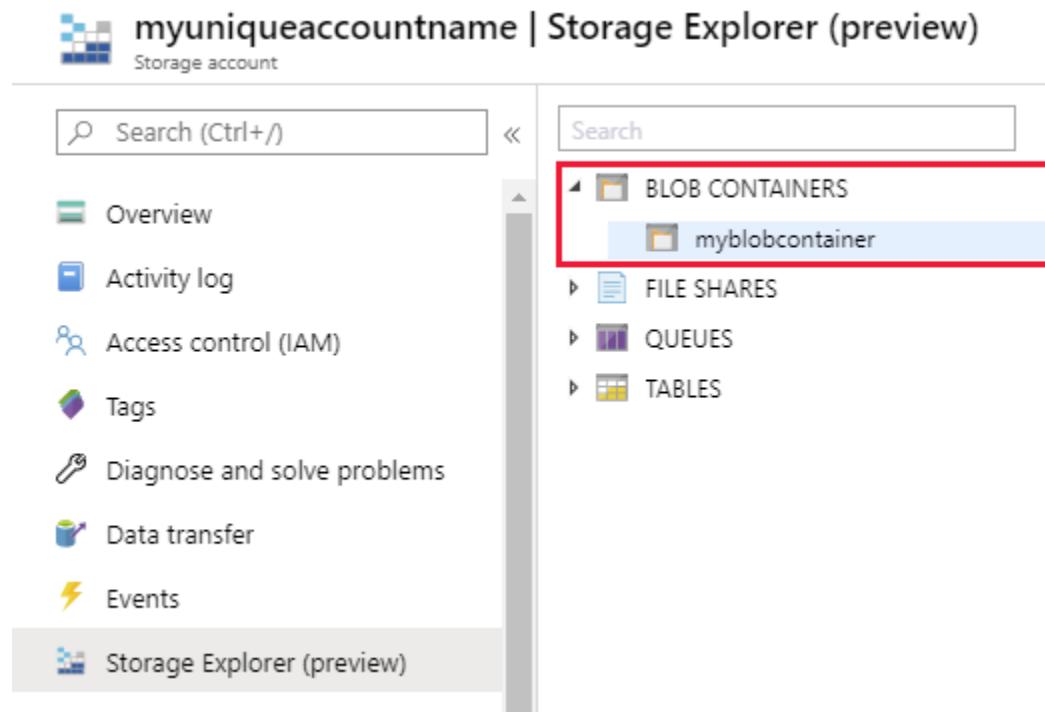 myuniqueaccountname | Storage Explorer (preview)
Storage account
Search (Ctrl+/)
Overview
Activity log
Access control (IAM)
Tags
Diagnose and solve problems
Data transfer
Events
Storage Explorer (preview)
Search
BLOB CONTAINERS
myblobcontainer
FILE SHARES
QUEUES
TABLES